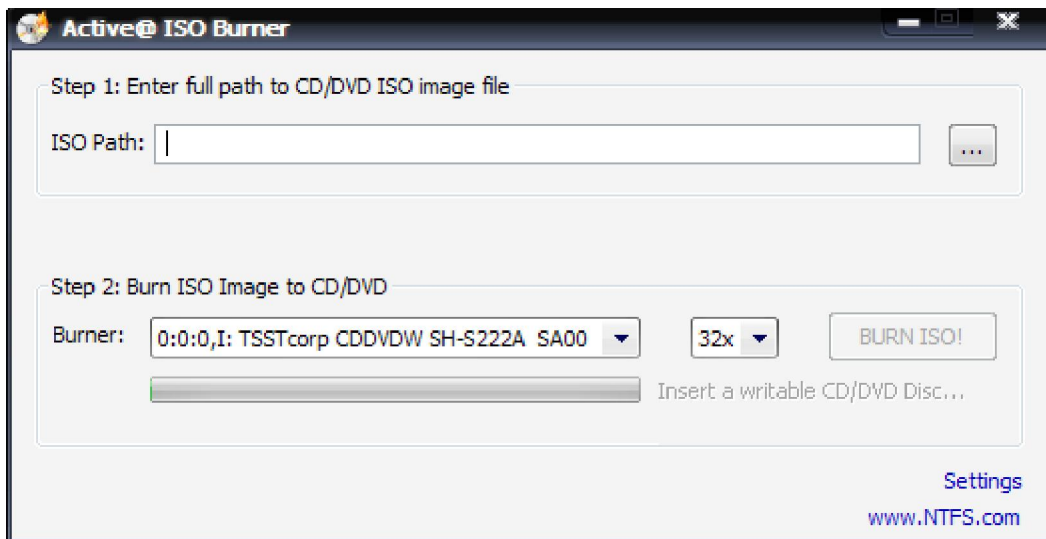 Active@ ISO Burner
Step 1: Enter full path to CD/DVD ISO image file
ISO Path:
...
Step 2: Burn ISO Image to CD/DVD
Burner: 0:0:0,I: TSSTcorp CDDVDW SH-S222A SA00 32x BURN ISO!
Insert a writable CD/DVD Disc...
Settings
www.NTFS.com